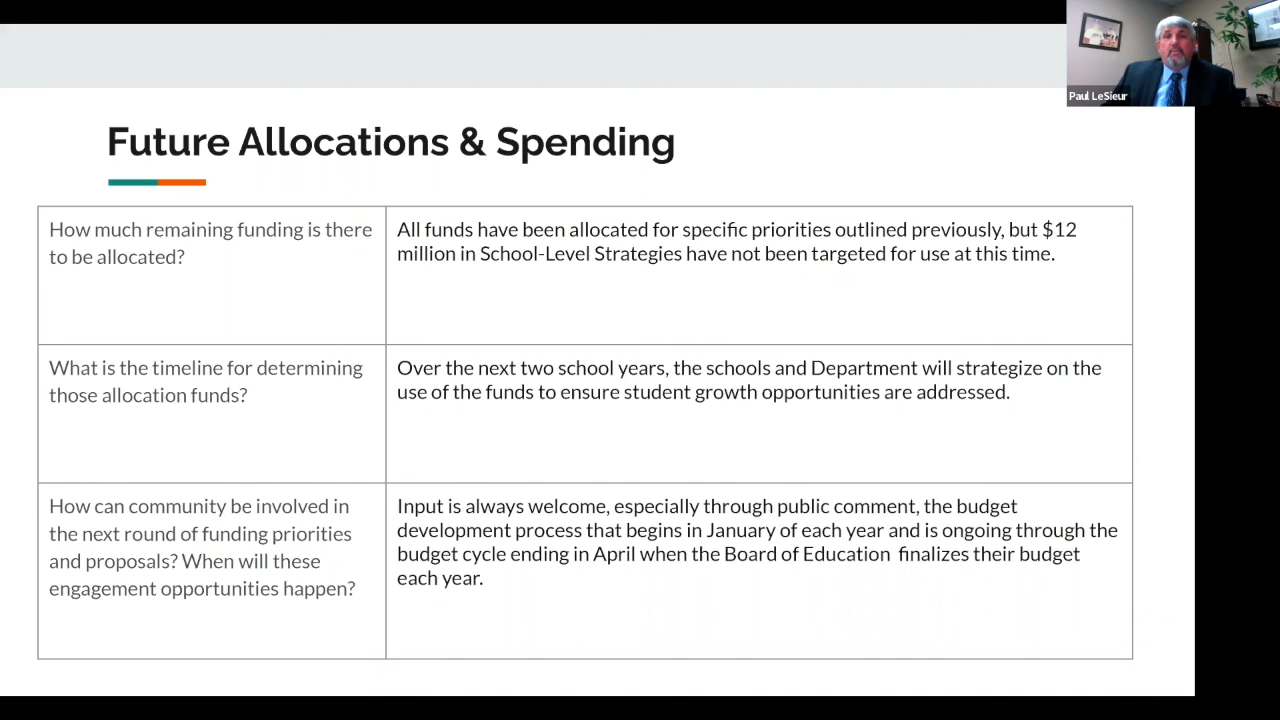 Paul LeSieur
Future Allocations & Spending
How much remaining funding is there
to be allocated?
All funds have been allocated for specific priorities outlined previously, but $12
million in School-Level Strategies have not been targeted for use at this time.
What is the timeline for determining
those allocation funds?
Over the next two school years, the schools and Department will strategize on the
use of the funds to ensure student growth opportunities are addressed.
How can community be involved in
the next round of funding priorities
and proposals? When will these
engagement opportunities happen?
Input is always welcome, especially through public comment, the budget
development process that begins in January of each year and is ongoing through the
budget cycle ending in April when the Board of Education finalizes their budget
each year.